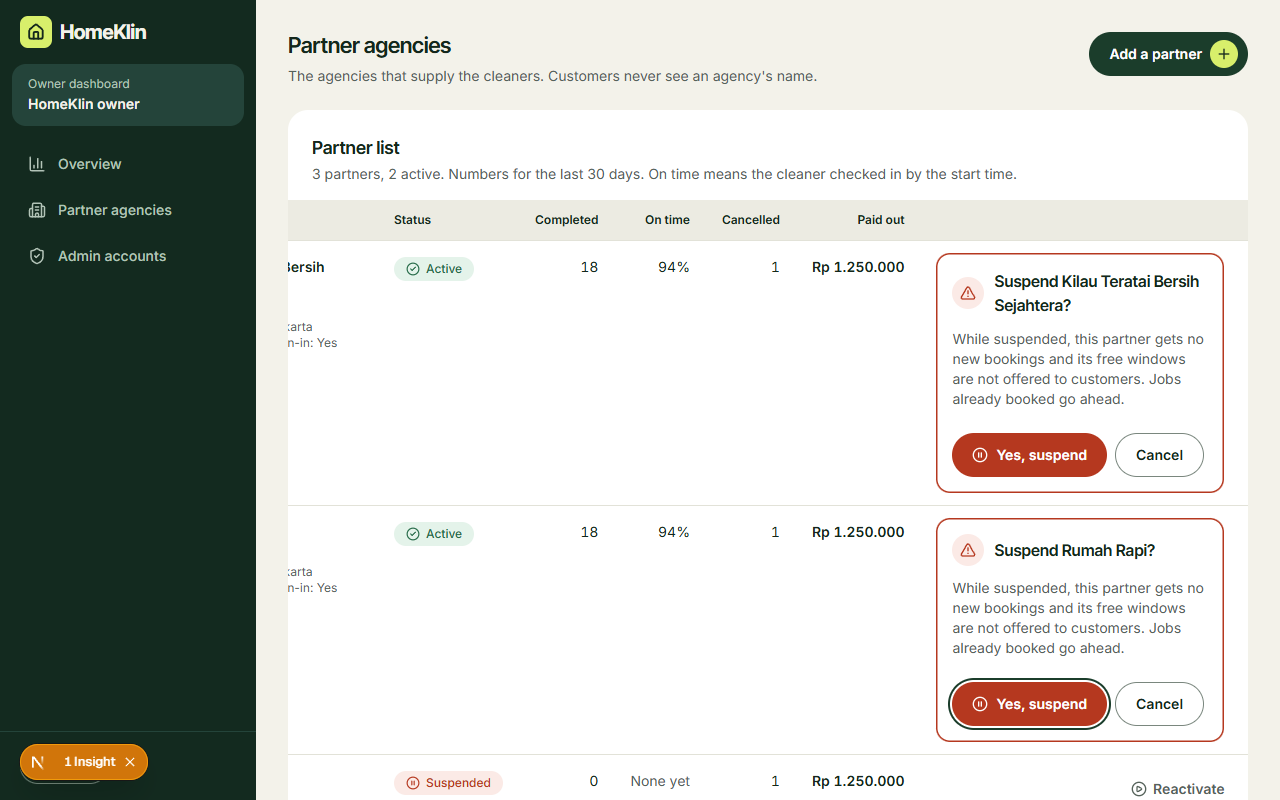 HomeKlin
Owner dashboard
HomeKlin owner
Overview
Partner agencies
Admin accounts
1 Insight
Partner agencies
The agencies that supply the cleaners. Customers never see an agency's name.
Add a partner
Partner list
3 partners, 2 active. Numbers for the last 30 days. On time means the cleaner checked in by the start time.
Status Completed On time Cancelled Paid out
Bersih Active 18 94% 1 Rp 1.250.000
karta
n-in: Yes
Suspend Kilau Teratai Bersih
Sejahtera?
While suspended, this partner gets no
new bookings and its free windows
are not offered to customers. Jobs
already booked go ahead.
Yes, suspend Cancel
Active 18 94% 1 Rp 1.250.000
karta
n-in: Yes
Suspend Rumah Rapi?
While suspended, this partner gets no
new bookings and its free windows
are not offered to customers. Jobs
already booked go ahead.
Yes, suspend Cancel
Suspended 0 None yet 1 Rp 1.250.000
Reactivate